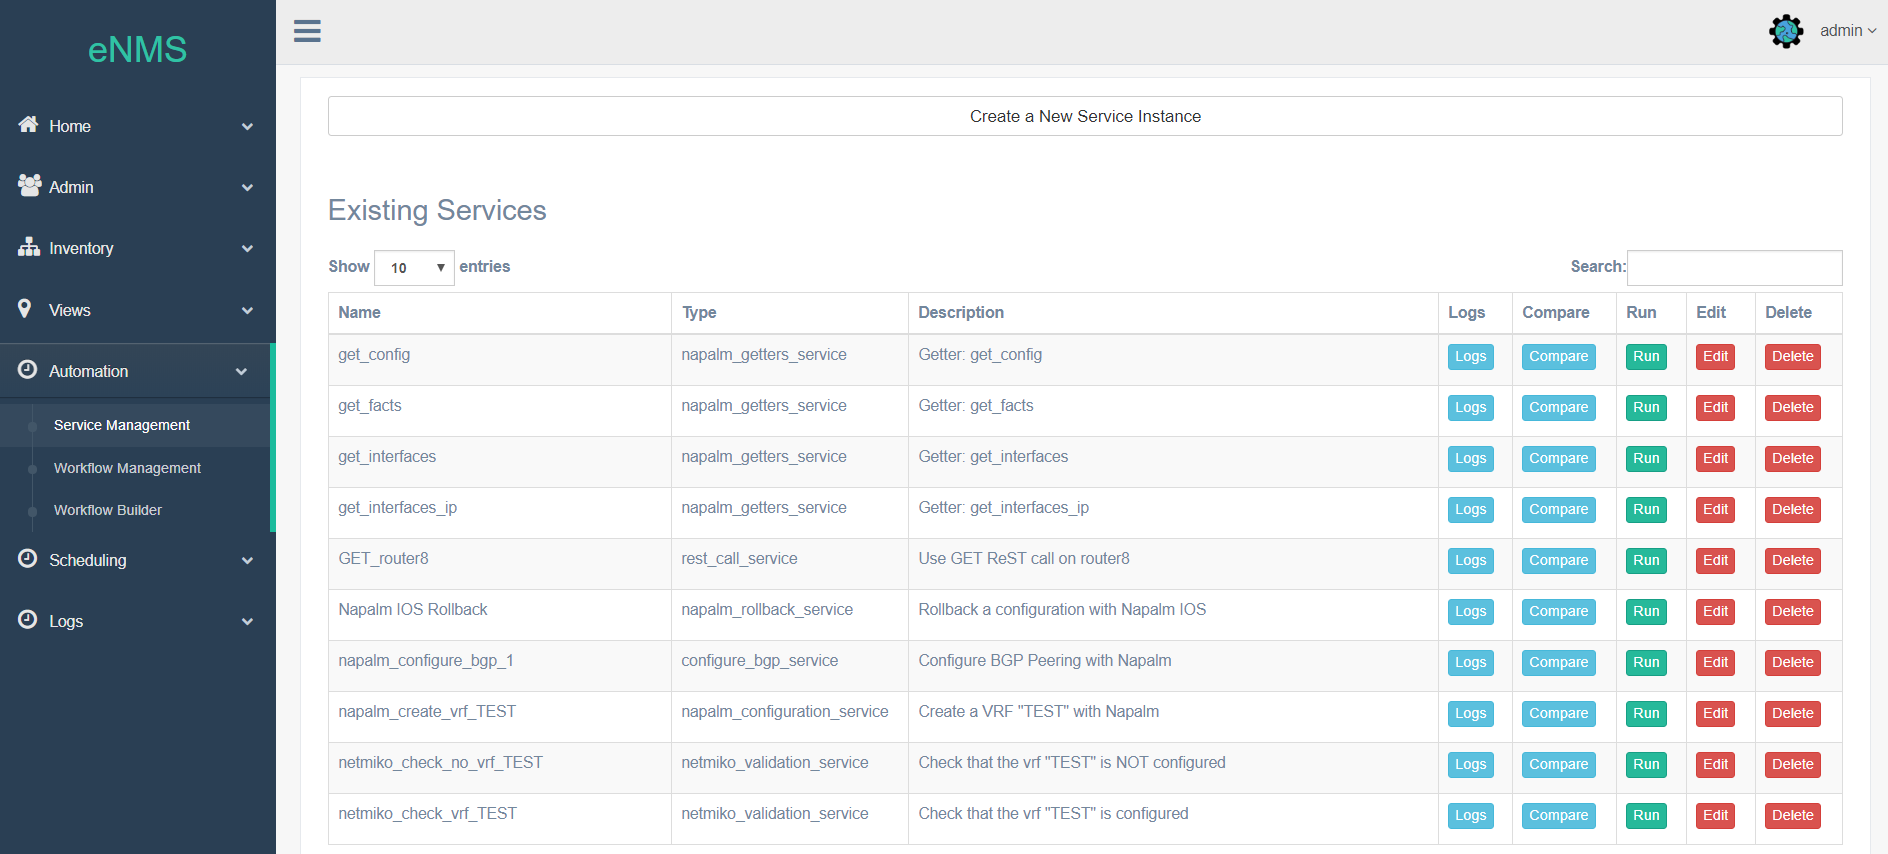 eNMS
admin
Home
Admin
Inventory
Views
Automation
Service Management
Workflow Management
Workflow Builder
Scheduling
Logs
Create a New Service Instance
Existing Services
Show 10 entries
Search:
Name Type Description Logs Compare Run Edit Delete
get_config napalm_getters_service Getter: get_config Logs Compare Run Edit Delete
get_facts napalm_getters_service Getter: get_facts Logs Compare Run Edit Delete
get_interfaces napalm_getters_service Getter: get_interfaces Logs Compare Run Edit Delete
get_interfaces_ip napalm_getters_service Getter: get_interfaces_ip Logs Compare Run Edit Delete
GET_router8 rest_call_service Use GET ReST call on router8 Logs Compare Run Edit Delete
Napalm IOS Rollback napalm_rollback_service Rollback a configuration with Napalm IOS Logs Compare Run Edit Delete
napalm_configure_bgp_1 configure_bgp_service Configure BGP Peering with Napalm Logs Compare Run Edit Delete
napalm_create_vrf_TEST napalm_configuration_service Create a VRF "TEST" with Napalm Logs Compare Run Edit Delete
netmiko_check_no_vrf_TEST netmiko_validation_service Check that the vrf "TEST" is NOT configured Logs Compare Run Edit Delete
netmiko_check_vrf_TEST netmiko_validation_service Check that the vrf "TEST" is configured Logs Compare Run Edit Delete